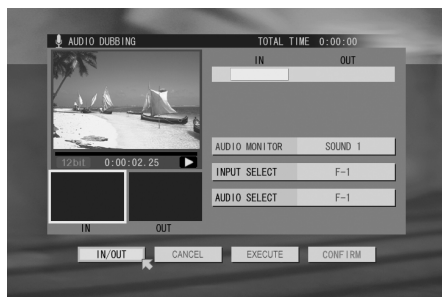 AUDIO DUBBING TOTAL TIME 0:00:00
IN OUT
12bit 0:00:02.25
AUDIO MONITOR SOUND 1
INPUT SELECT F-1
AUDIO SELECT F-1
IN OUT
IN/OUT CANCEL EXECUTE CONFIRM